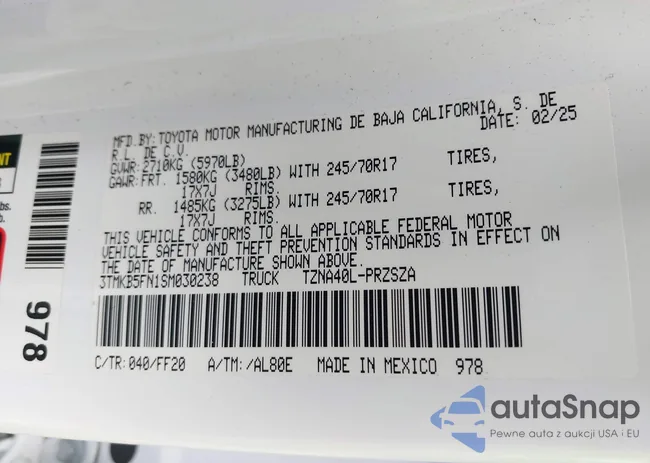 MFD.BY:TOYOTA MOTOR MANUFACTURING DE BAJA CALIFORNIA, S. DE
R.L. DE C.V. DATE: 02/25
GVWR: 2710KG (5970LB)
GAWR:FRT. 1580KG (3480LB) WITH 245/70R17 TIRES,
17X7J RIMS.
RR. 1485KG (3275LB) WITH 245/70R17 TIRES,
17X7J RIMS.
THIS VEHICLE CONFORMS TO ALL APPLICABLE FEDERAL MOTOR
VEHICLE SAFETY AND THEFT PREVENTION STANDARDS IN EFFECT ON
THE DATE OF MANUFACTURE SHOWN ABOVE.
3TMKB5FN1SM030238 TRUCK TZNA40L-PRZSZA
C/TR:040/FF20 A/TM:/AL80E MADE IN MEXICO 978
978
autaSnap
Pewne auta z aukcji USA i EU